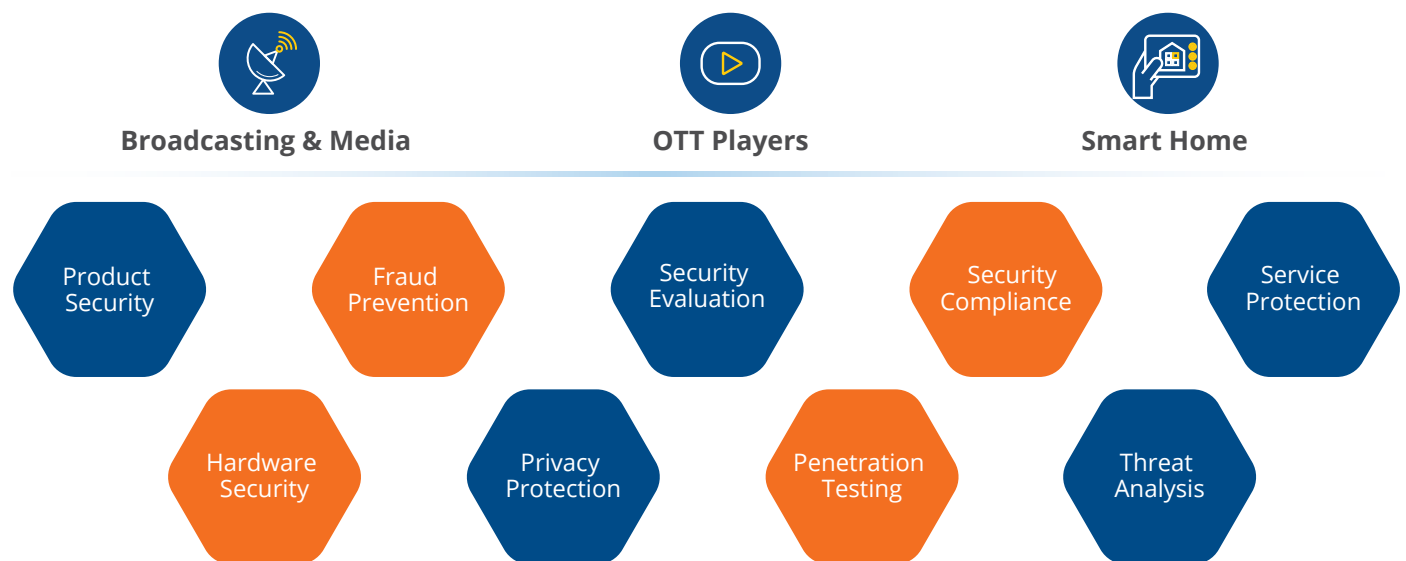 Broadcasting & Media
OTT Players
Smart Home
Product
Security
Fraud
Prevention
Security
Evaluation
Security
Compliance
Service
Protection
Hardware
Security
Privacy
Protection
Penetration
Testing
Threat
Analysis